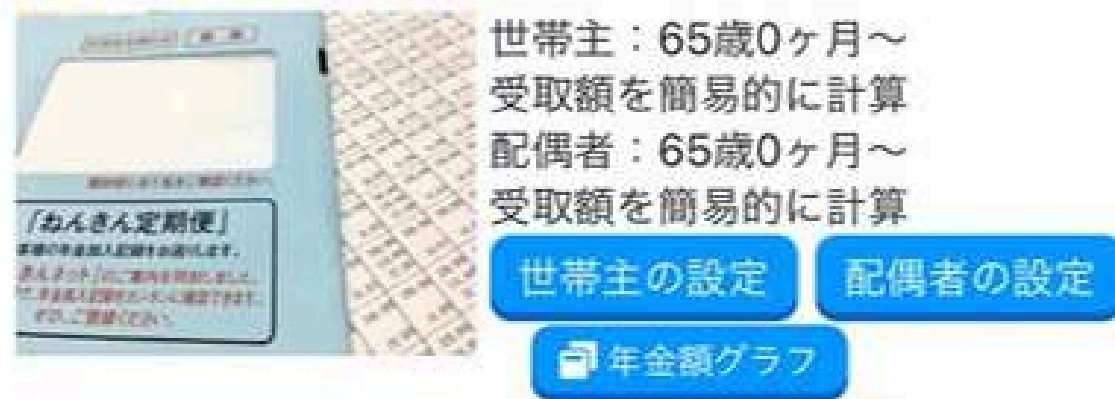 「ねんきん定期便」
世帯主：65歳0ヶ月〜
受取額を簡易的に計算
配偶者：65歳0ヶ月〜
受取額を簡易的に計算
世帯主の設定
配偶者の設定
年金額グラフ